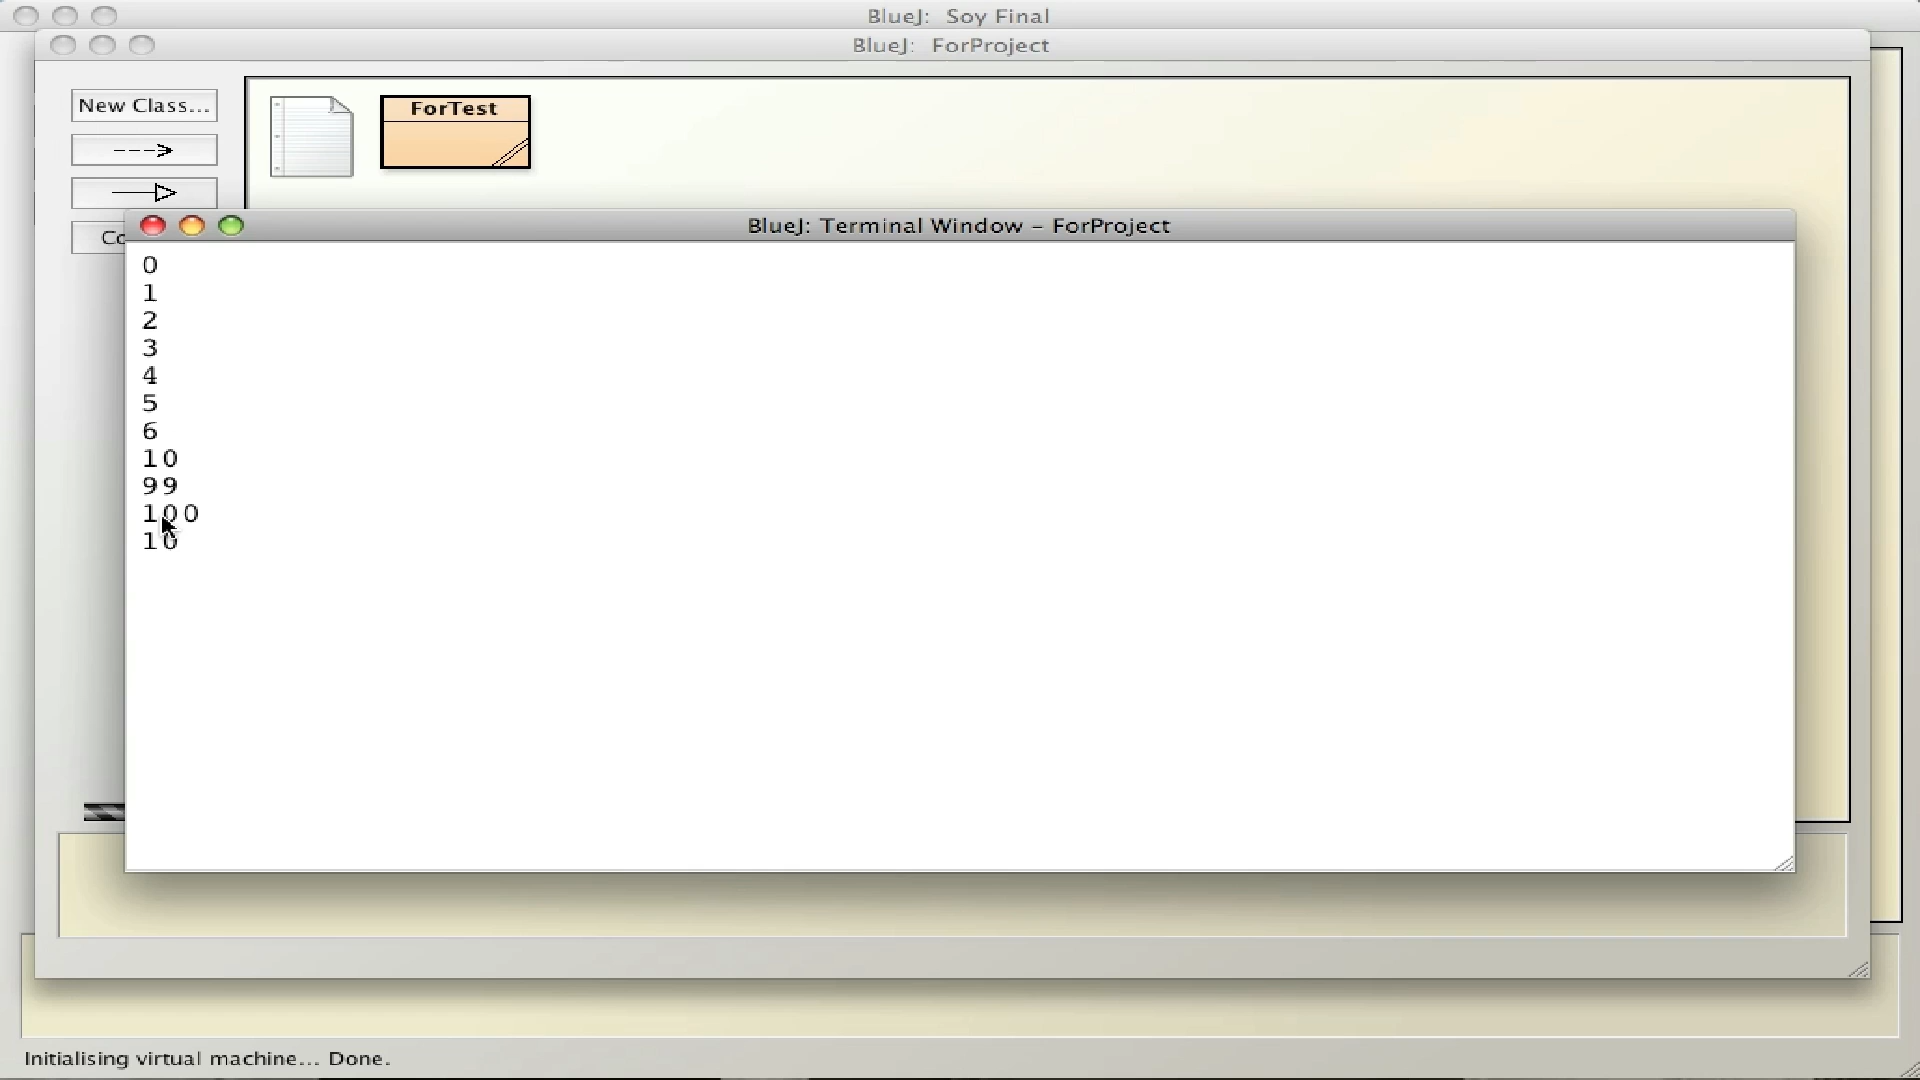 BlueJ: Soy Final
BlueJ: ForProject
New Class...
ForTest
Co
BlueJ: Terminal Window – ForProject
0
1
2
3
4
5
6
10
99
100
10
Initialising virtual machine... Done.